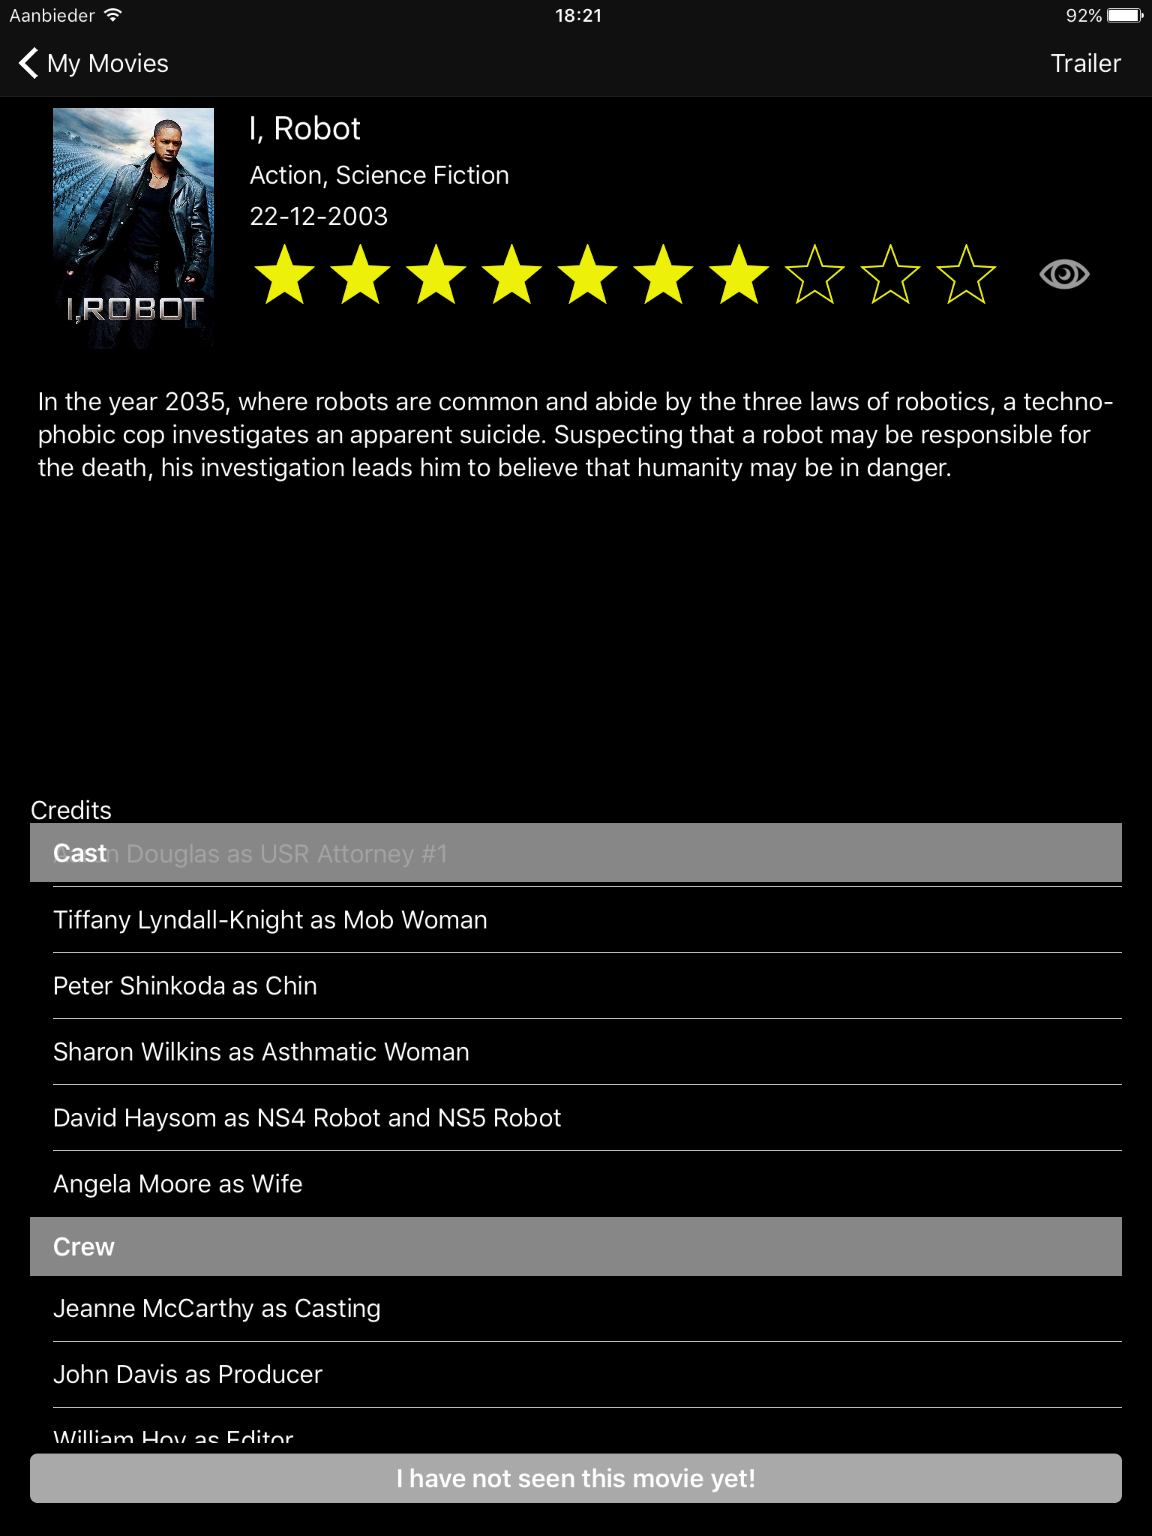 Aanbieder 18:21 92%
My Movies Trailer
I, Robot
Action, Science Fiction
22-12-2003
I,ROBOT
In the year 2035, where robots are common and abide by the three laws of robotics, a techno-
phobic cop investigates an apparent suicide. Suspecting that a robot may be responsible for
the death, his investigation leads him to believe that humanity may be in danger.
Credits
Cast
Douglas as USR Attorney #1
Tiffany Lyndall-Knight as Mob Woman
Peter Shinkoda as Chin
Sharon Wilkins as Asthmatic Woman
David Haysom as NS4 Robot and NS5 Robot
Angela Moore as Wife
Crew
Jeanne McCarthy as Casting
John Davis as Producer
William Hoy as Editor
I have not seen this movie yet!